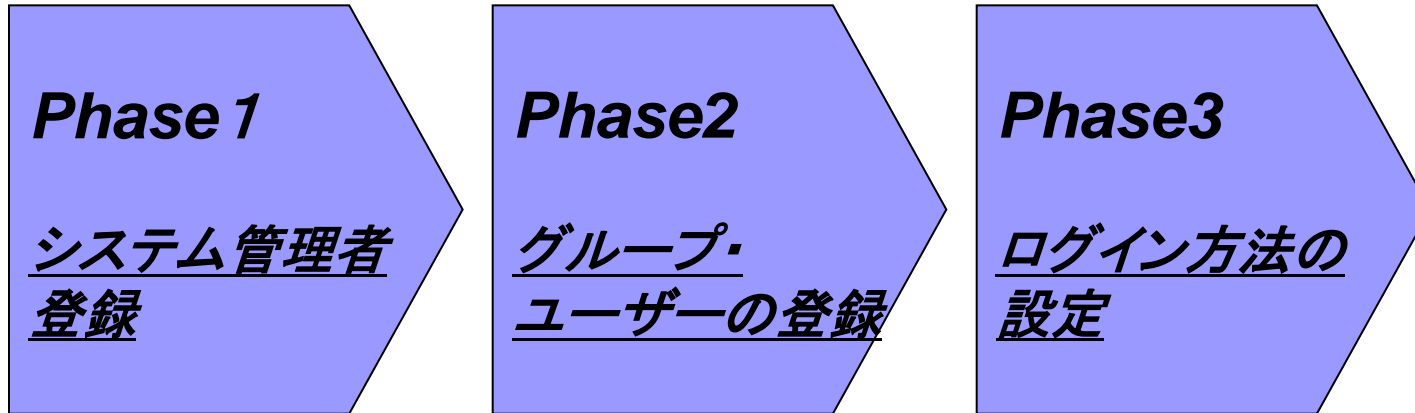 Phase１
システム管理者
登録
Phase2
グループ・
ユーザーの登録
Phase3
ログイン方法の
設定